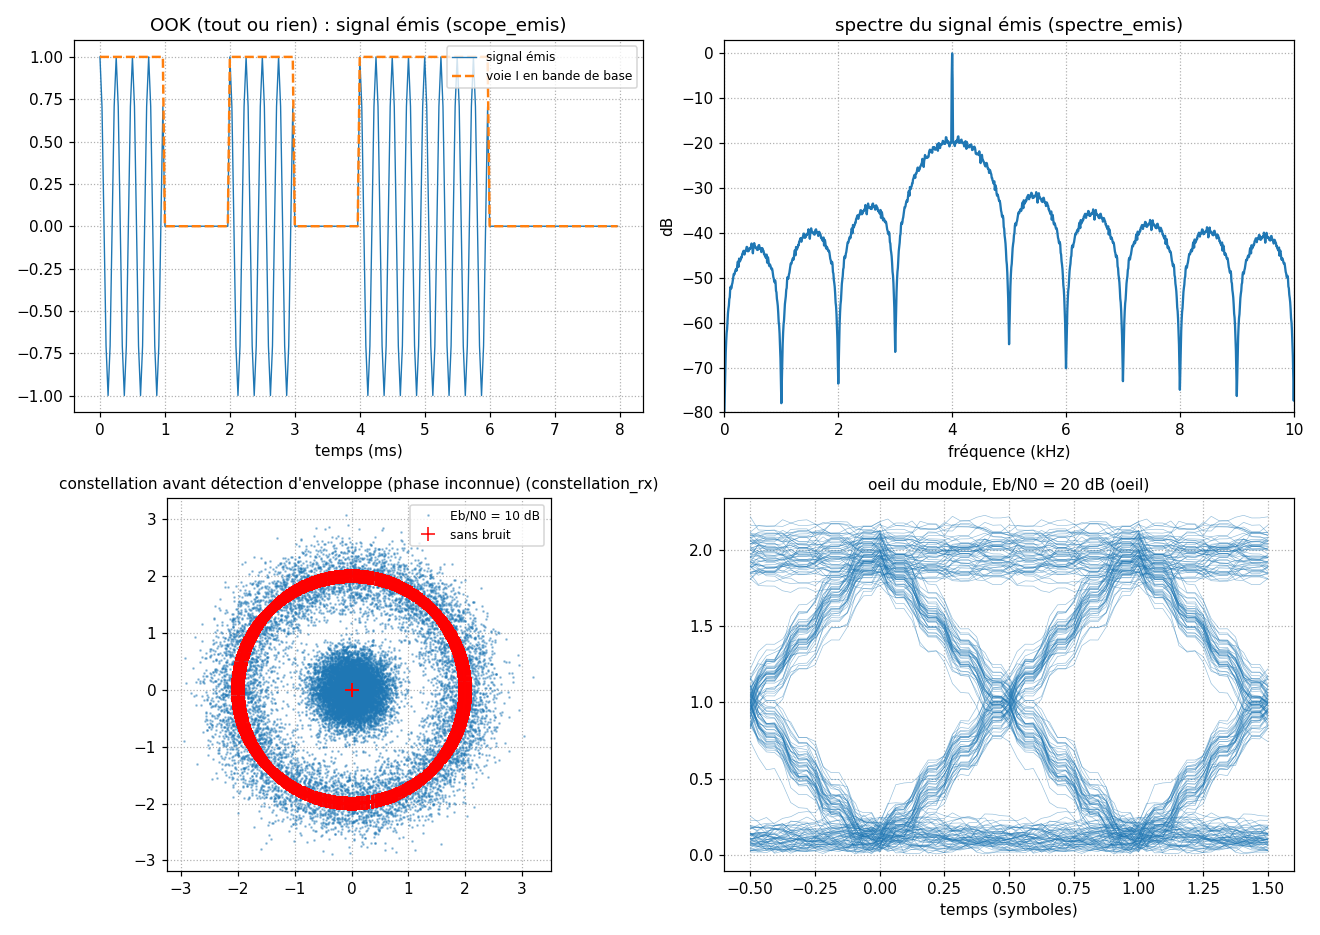 OOK (tout ou rien) : signal émis (scope_emis)
1.00
0.75
0.50
0.25
0.00
−0.25
−0.50
−0.75
−1.00
signal émis
voie I en bande de base
0 1 2 3 4 5 6 7 8
temps (ms)
spectre du signal émis (spectre_emis)
0
−10
−20
−30
−40
−50
−60
−70
−80
dB
0 2 4 6 8 10
fréquence (kHz)
constellation avant détection d'enveloppe (phase inconnue) (constellation_rx)
3
2
1
0
−1
−2
−3
Eb/N0 = 10 dB
sans bruit
−3 −2 −1 0 1 2 3
oeil du module, Eb/N0 = 20 dB (oeil)
2.0
1.5
1.0
0.5
0.0
−0.50 −0.25 0.00 0.25 0.50 0.75 1.00 1.25 1.50
temps (symboles)